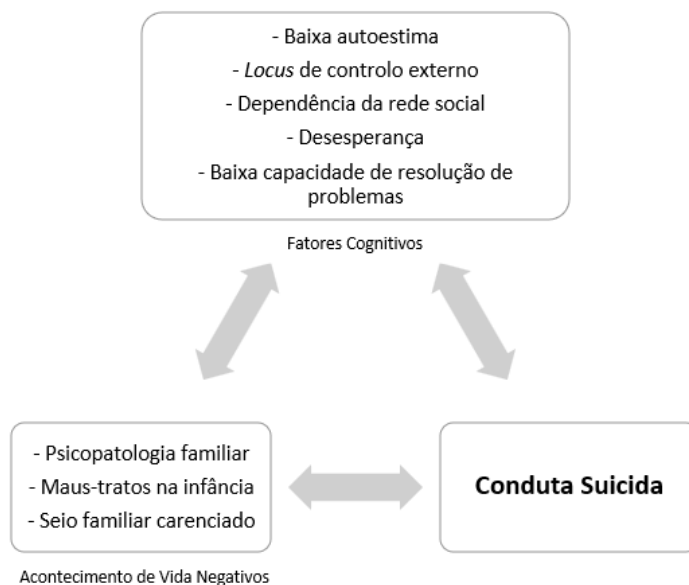 - Baixa autoestima
- Locus de controlo externo
- Dependência da rede social
- Desesperança
- Baixa capacidade de resolução de
problemas
Fatores Cognitivos
- Psicopatologia familiar
- Maus-tratos na infância
- Seio familiar carenciado
Conduta Suicida
Acontecimento de Vida Negativos